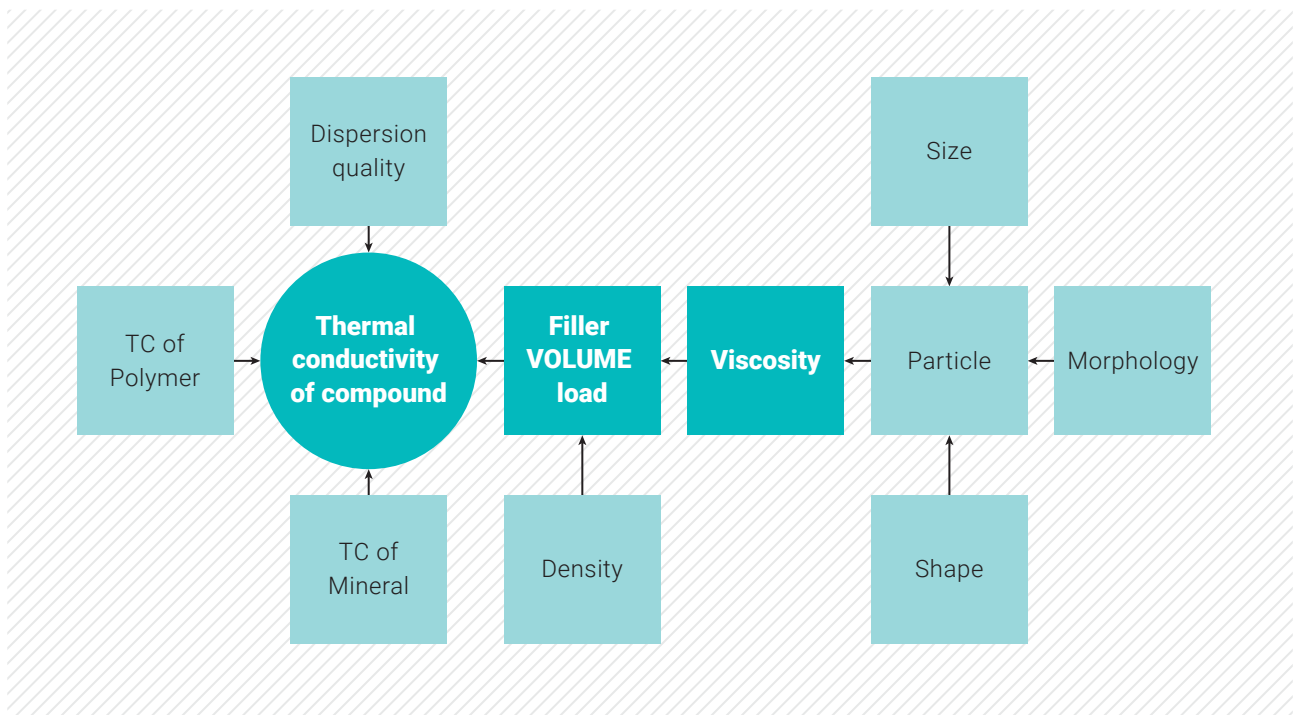 Dispersion
quality
Size
TC of
Polymer
Thermal
conductivity
of compound
Filler
VOLUME
load
Viscosity
Particle
Morphology
TC of
Mineral
Density
Shape